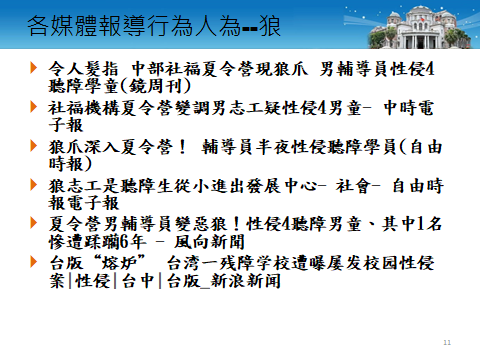 各媒體報導行為人為--狼
令人髮指 中部社福夏令營現狼爪 男輔導員性侵4
聽障學童(鏡周刊)
社福機構夏令營變調男志工疑性侵4男童- 中時電
子報
狼爪深入夏令營！ 輔導員半夜性侵聽障學員(自由
時報)
狼志工是聽障生從小進出發展中心- 社會- 自由時
報電子報
夏令營男輔導員變惡狼！性侵4聽障男童、其中1名
慘遭蹂躪6年 - 風向新聞
台版“熔炉” 台湾一残障学校遭曝屡发校园性侵
案|性侵|台中|台版_新浪新闻
11